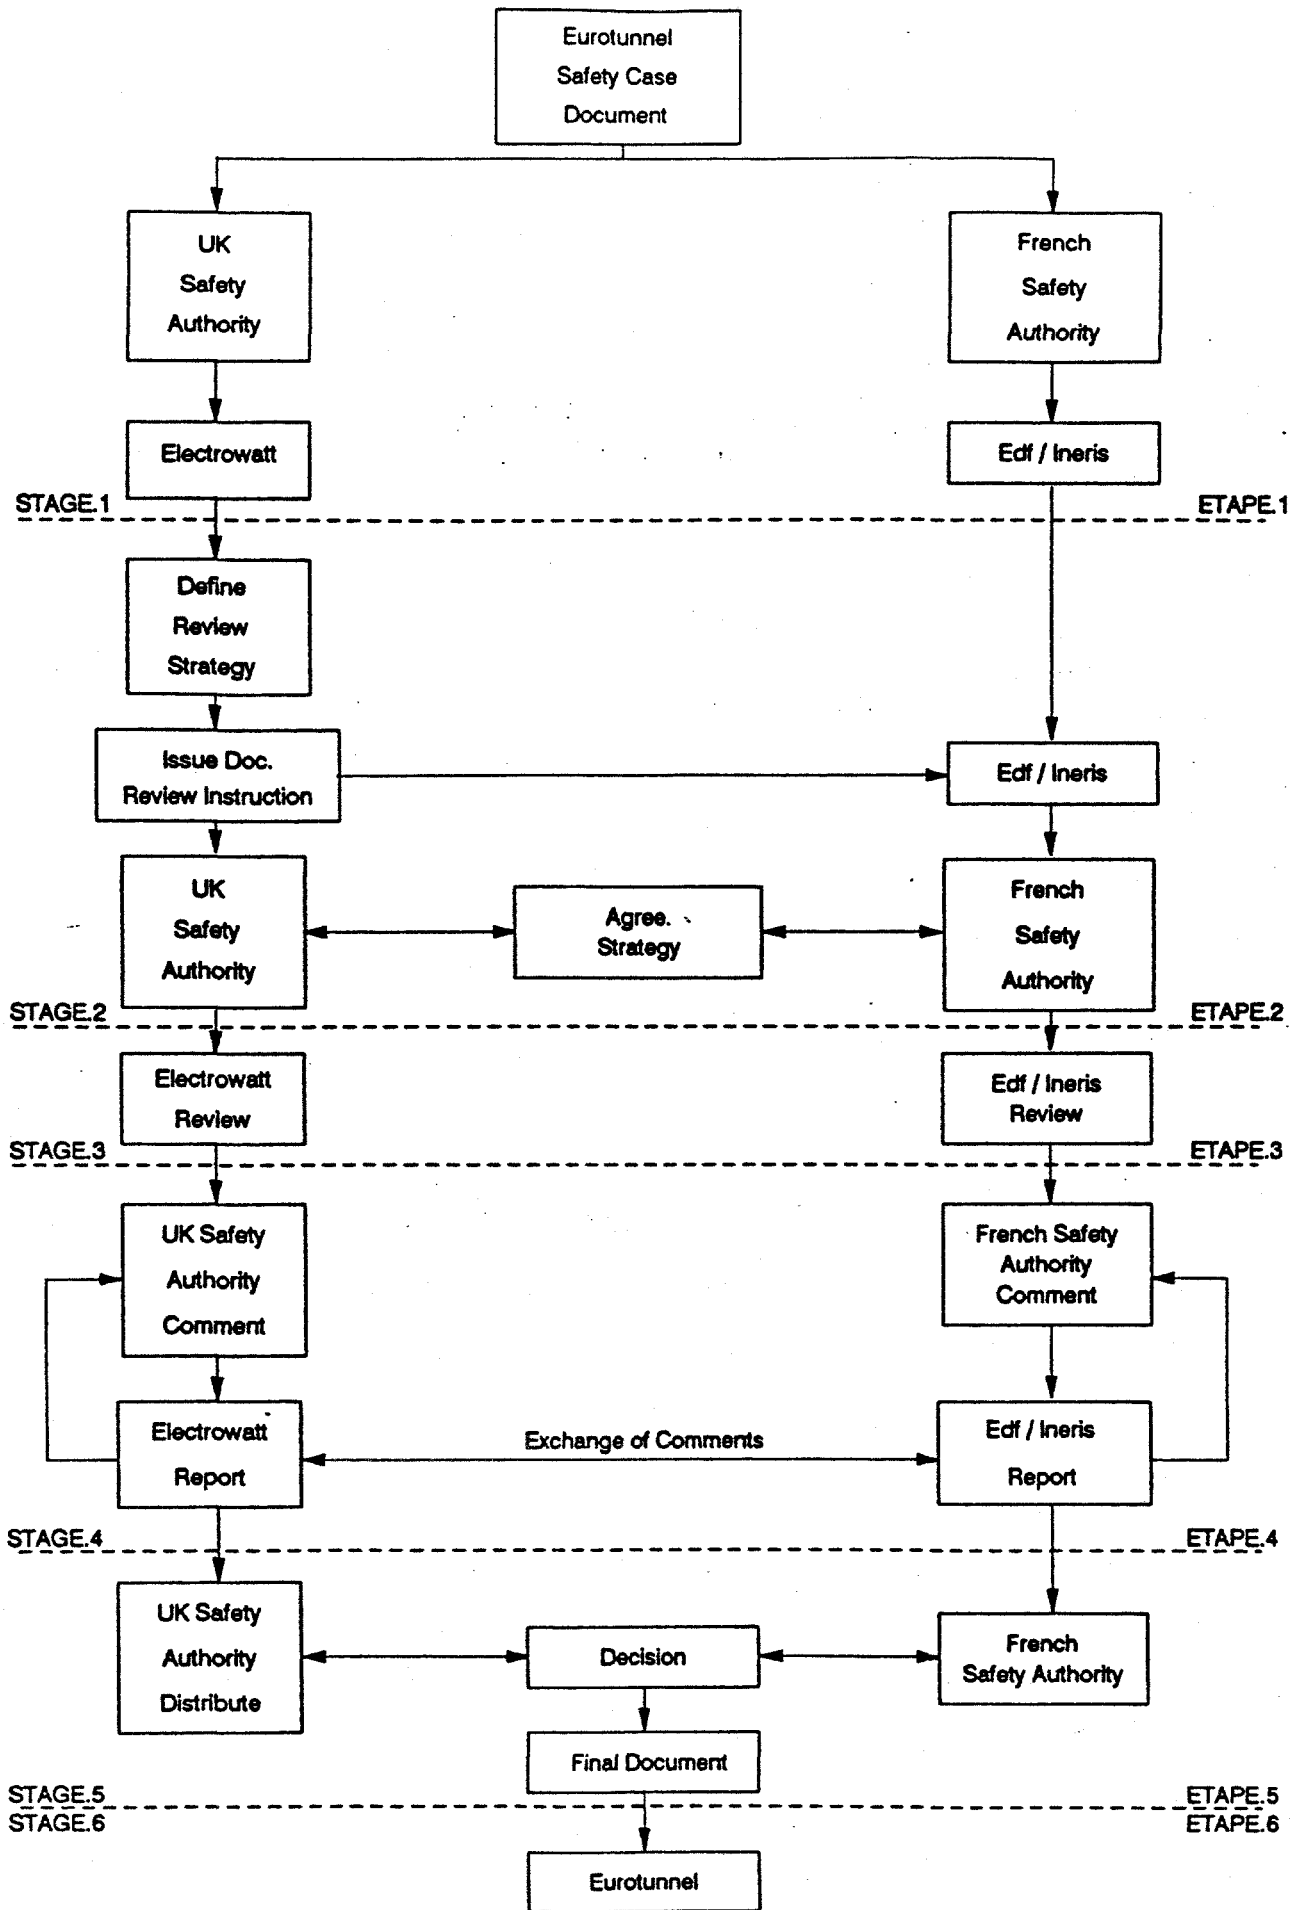 Eurotunnel
Safety Case
Document
UK
Safety
Authority
French
Safety
Authority
Electrowatt
Edf / Ineris
STAGE.1
ETAPE.1
Define
Review
Strategy
Issue Doc.
Review Instruction
Edf / Ineris
UK
Safety
Authority
Agree.
Strategy
French
Safety
Authority
STAGE.2
ETAPE.2
Electrowatt
Review
Edf / Ineris
Review
STAGE.3
ETAPE.3
UK Safety
Authority
Comment
French Safety
Authority
Comment
Electrowatt
Report
Exchange of Comments
Edf / Ineris
Report
STAGE.4
ETAPE.4
UK Safety
Authority
Distribute
Decision
French
Safety Authority
Final Document
STAGE.5
ETAPE.5
STAGE.6
ETAPE.6
Eurotunnel